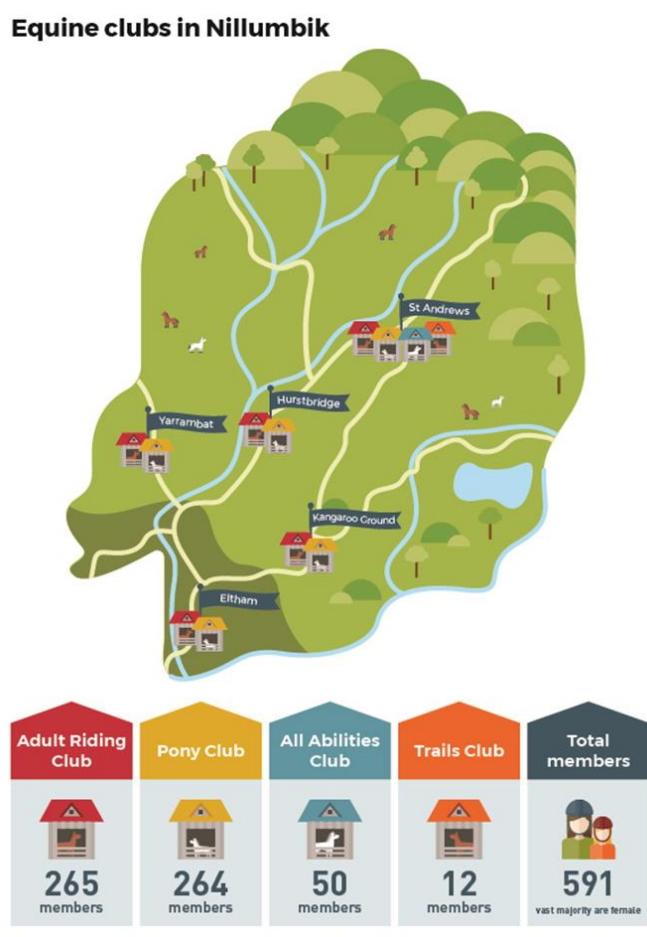 Equine clubs in Nillumbik
St Andrews
Hurstbridge
Yarrambat
Kangaroo Ground
Eltham
Adult Riding
Club
265
members
Pony Club
264
members
All Abilities
Club
50
members
Trails Club
12
members
Total
members
591
vast majority are female